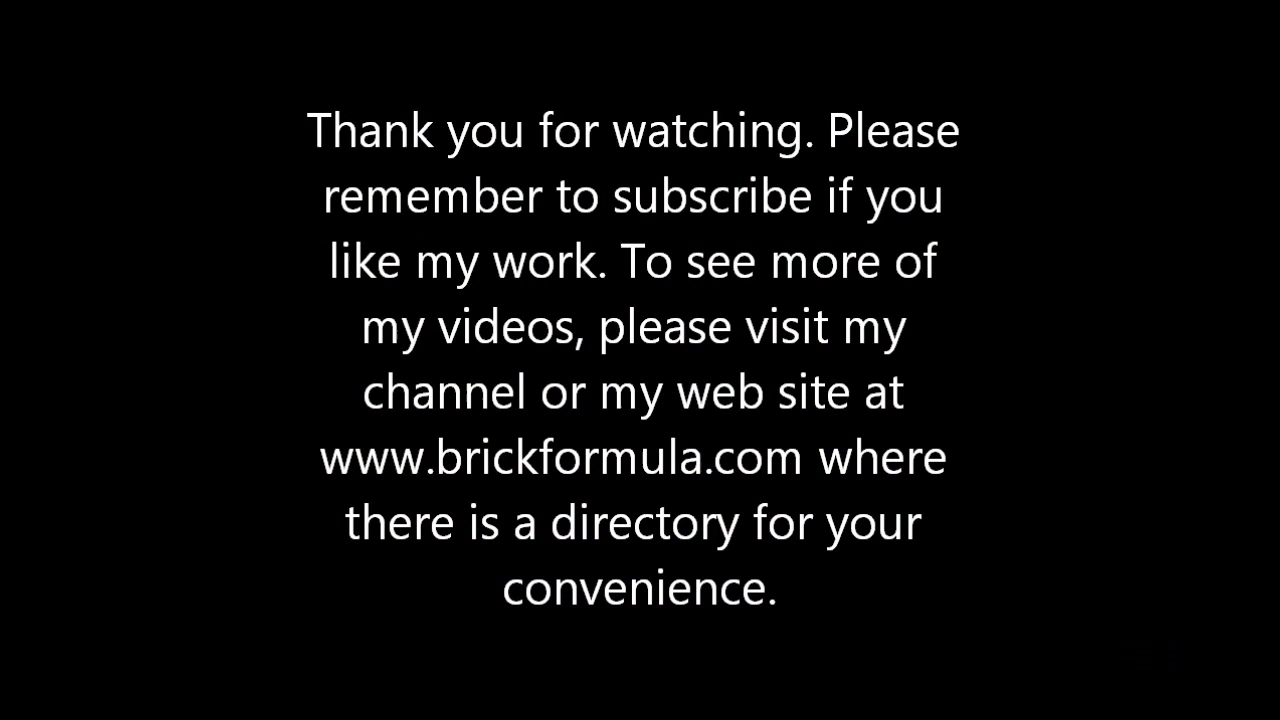 Thank you for watching. Please
remember to subscribe if you
like my work. To see more of
my videos, please visit my
channel or my web site at
www.brickformula.com where
there is a directory for your
convenience.